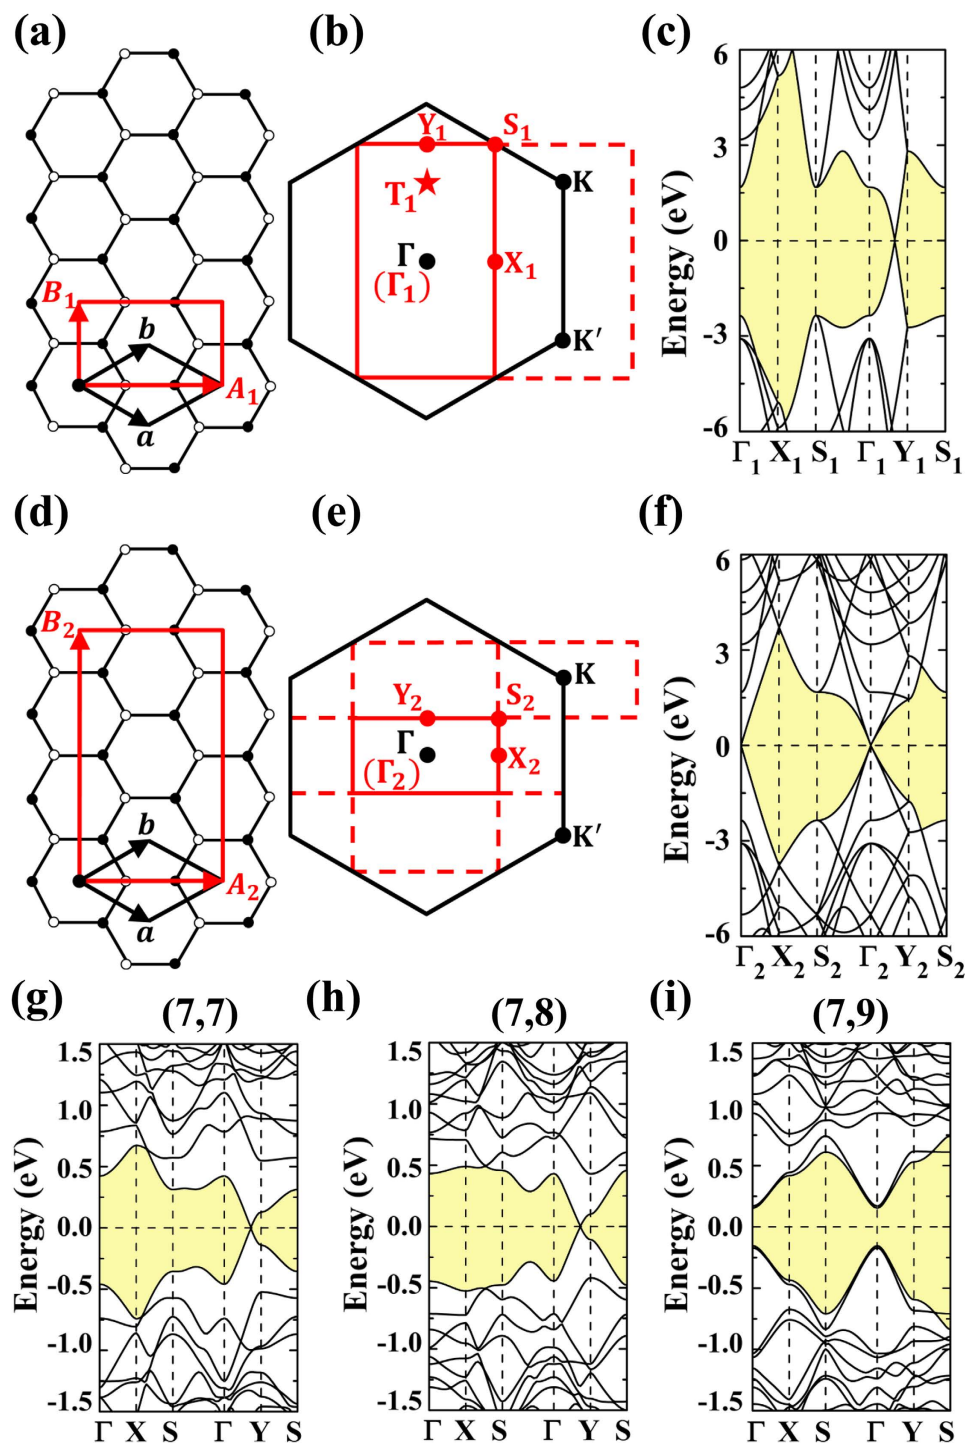 (a)
B₁
b
A₁
a
(b)
Y₁
S₁
T₁
K
Γ
(Γ₁)
X₁
K′
(c)
Energy (eV)
6
3
0
-3
-6
Γ₁ X₁ S₁ Γ₁ Y₁ S₁
(d)
B₂
b
A₂
a
(e)
K
Y₂
S₂
Γ
(Γ₂)
X₂
K′
(f)
Energy (eV)
6
3
0
-3
-6
Γ₂ X₂ S₂ Γ₂ Y₂ S₂
(g)
(7,7)
Energy (eV)
1.5
1.0
0.5
0.0
-0.5
-1.0
-1.5
Γ X S Γ Y S
(h)
(7,8)
Energy (eV)
1.5
1.0
0.5
0.0
-0.5
-1.0
-1.5
Γ X S Γ Y S
(i)
(7,9)
Energy (eV)
1.5
1.0
0.5
0.0
-0.5
-1.0
-1.5
Γ X S Γ Y S